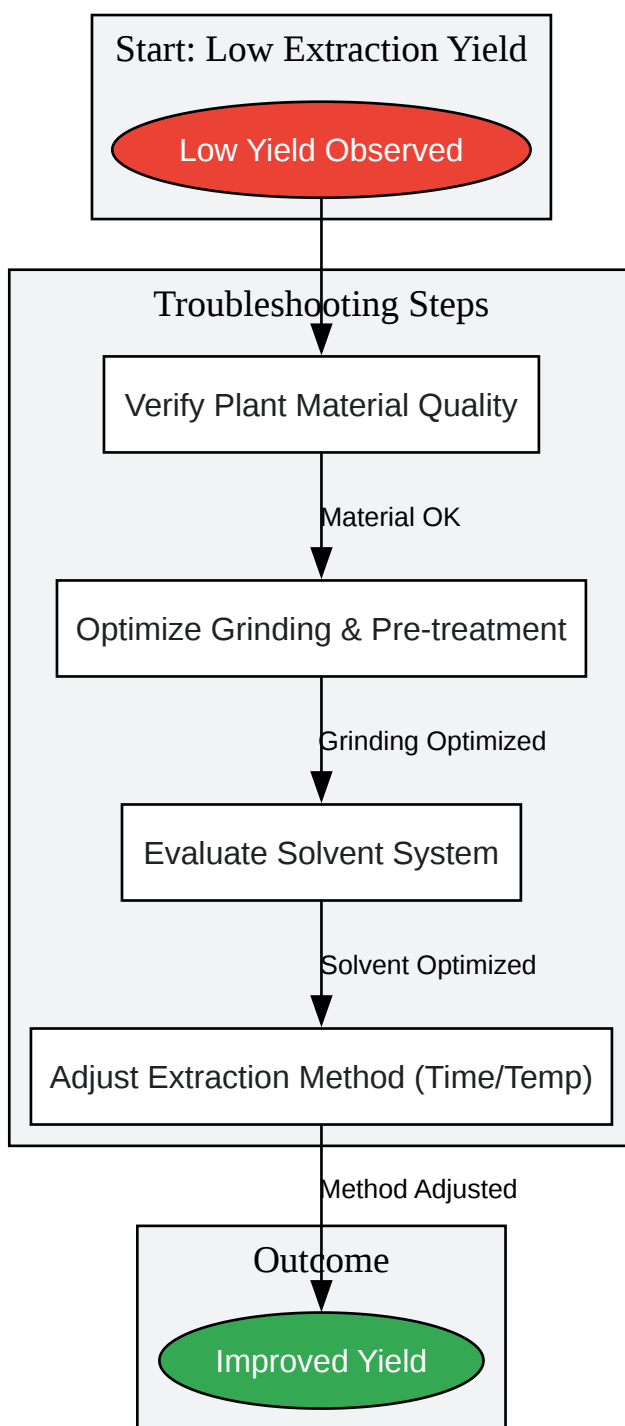 Start: Low Extraction Yield
Low Yield Observed
Troubleshooting Steps
Verify Plant Material Quality
Material OK
Optimize Grinding & Pre-treatment
Grinding Optimized
Evaluate Solvent System
Solvent Optimized
Adjust Extraction Method (Time/Temp)
Method Adjusted
Outcome
Improved Yield